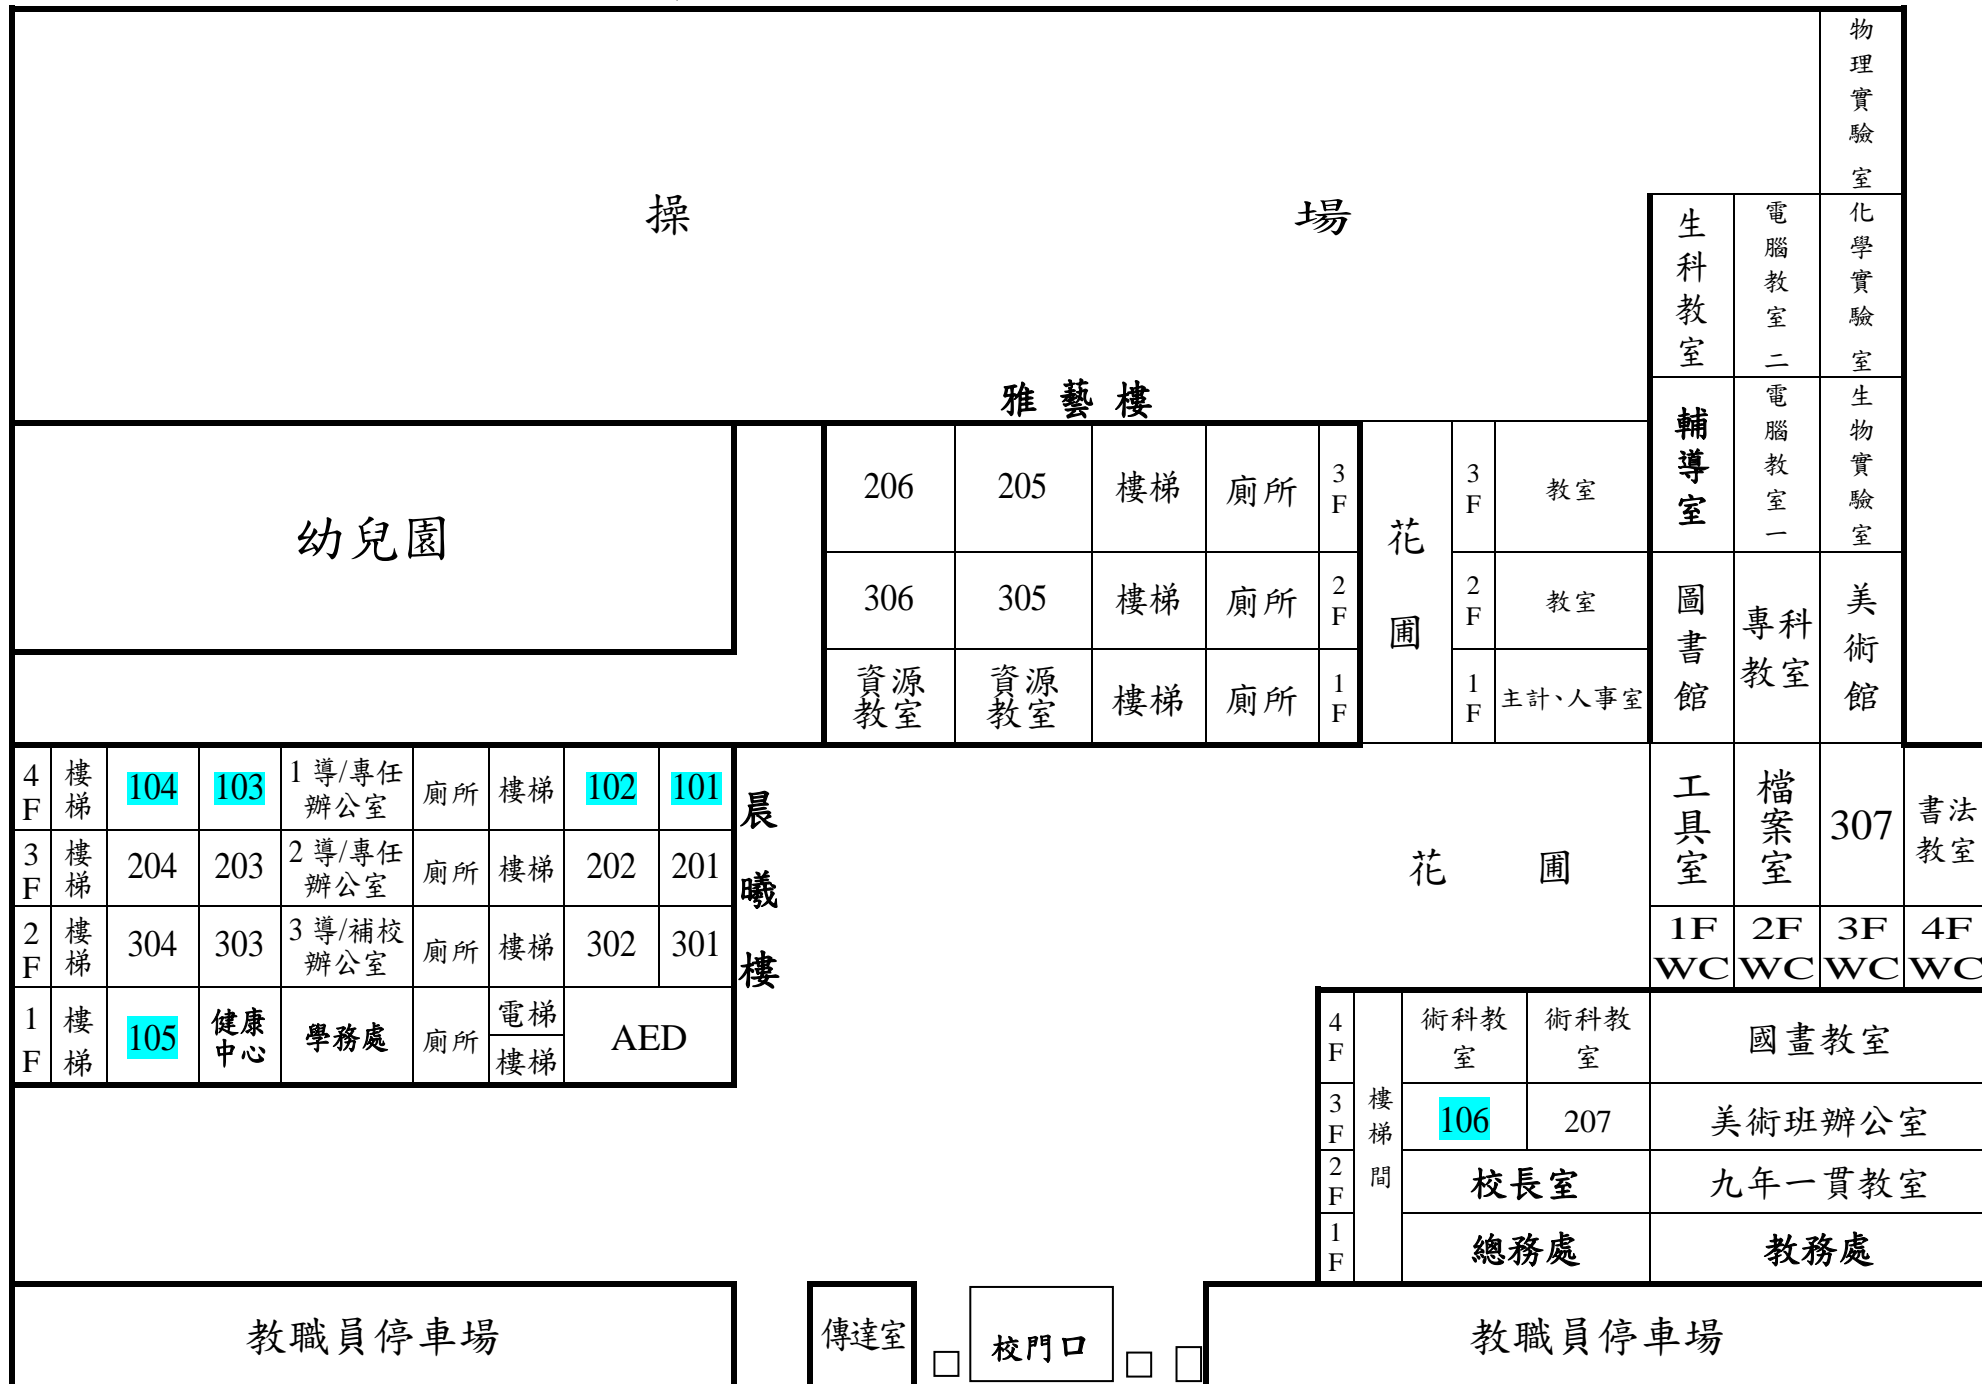 物理實驗室
操場
生科教室
電腦教室二
化學實驗室
雅藝樓
輔導室
電腦教室一
生物實驗室
幼兒園
206
205
樓梯
廁所
3F
花圃
3F
教室
306
305
樓梯
廁所
2F
2F
教室
圖書館
專科教室
美術館
資源教室
資源教室
樓梯
廁所
1F
1F
主計、人事室
4F
樓梯
104
103
1 導/專任辦公室
廁所
樓梯
102
101
晨曦樓
花圃
工具室
檔案室
307
書法教室
3F
樓梯
204
203
2 導/專任辦公室
廁所
樓梯
202
201
2F
樓梯
304
303
3 導/補校辦公室
廁所
樓梯
302
301
1F WC
2F WC
3F WC
4F WC
1F
樓梯
105
健康中心
學務處
廁所
電梯
樓梯
AED
4F
樓梯間
術科教室
術科教室
國畫教室
3F
106
207
美術班辦公室
2F
校長室
九年一貫教室
1F
總務處
教務處
教職員停車場
傳達室
校門口
教職員停車場